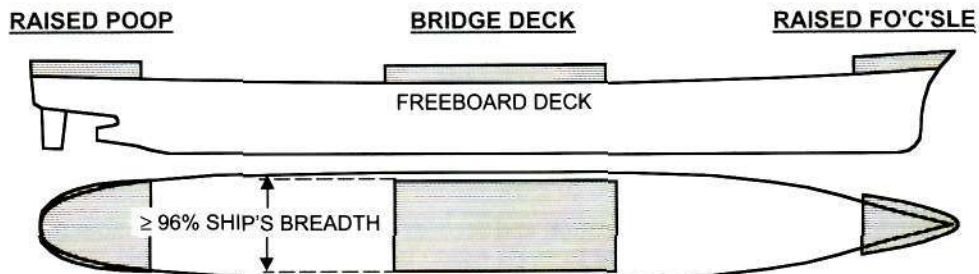 RAISED POOP
BRIDGE DECK
RAISED FO'C'SLE
FREEBOARD DECK
≥ 96% SHIP'S BREADTH